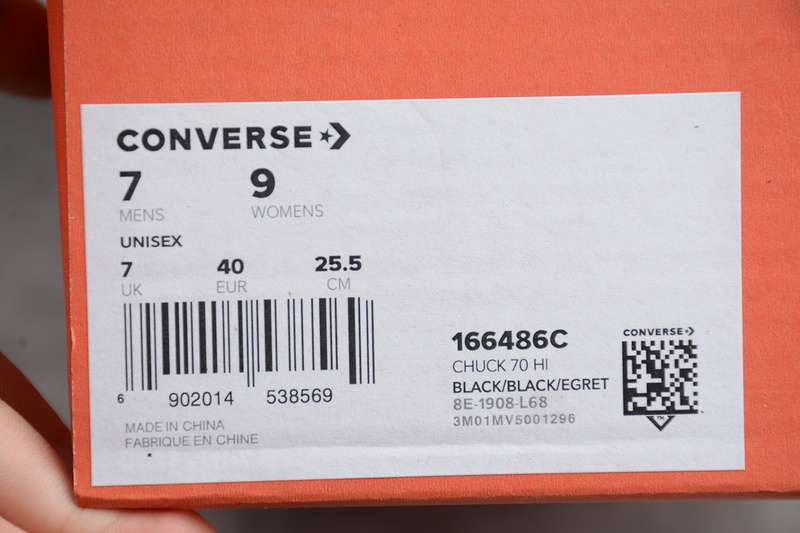 CONVERSE
7 9
MENS WOMENS
UNISEX
7 40 25.5
UK EUR CM
6 902014 538569
MADE IN CHINA
FABRIQUE EN CHINE
166486C
CHUCK 70 HI
BLACK/BLACK/EGRET
8E-1908-L68
3M01MV5001296
CONVERSE
TM